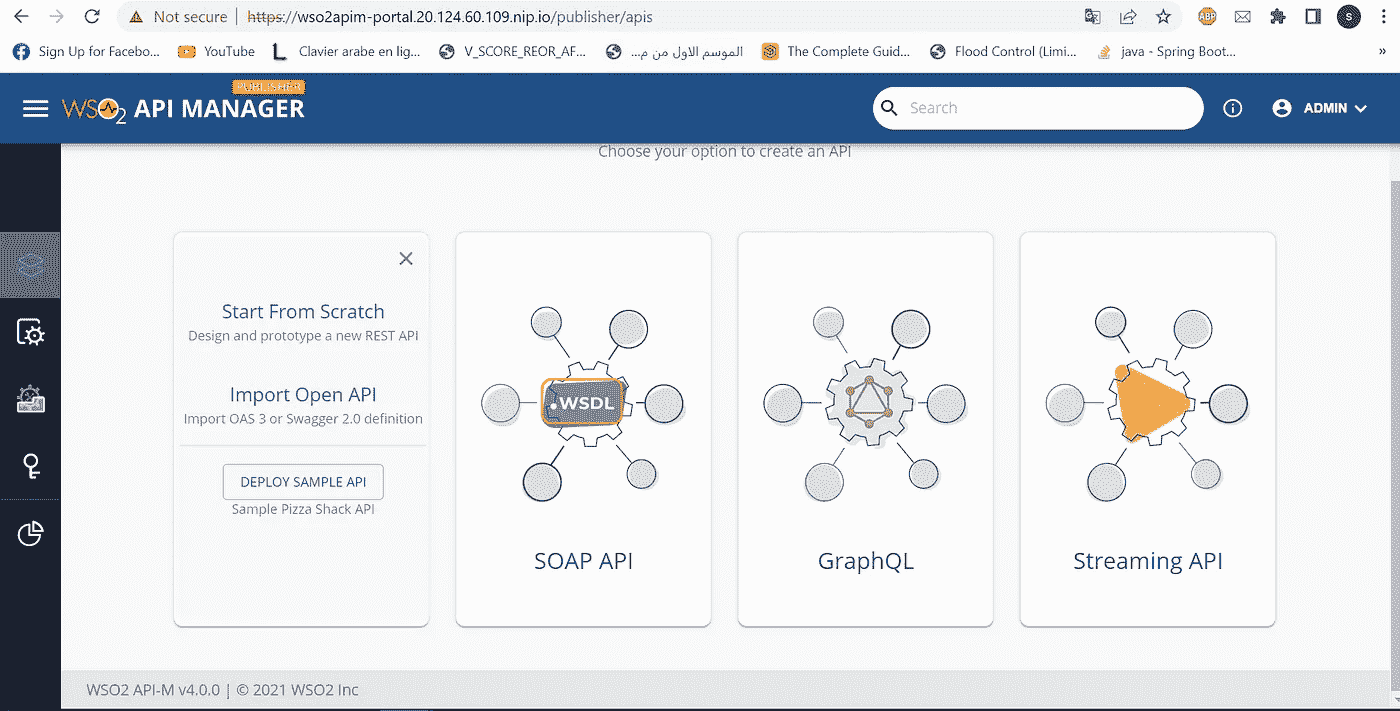 Not secure | https://wso2apim-portal.20.124.60.109.nip.io/publisher/apis
ABP
S
Sign Up for Facebo...
YouTube
Clavier arabe en lig...
V_SCORE_REOR_AF...
الموسم الاول من م...
The Complete Guid...
Flood Control (Limi...
java - Spring Boot...
»
PUBLISHER
WSO2 API MANAGER
Search
ADMIN
Choose your option to create an API
Start From Scratch
Design and prototype a new REST API
Import Open API
Import OAS 3 or Swagger 2.0 definition
DEPLOY SAMPLE API
Sample Pizza Shack API
.WSDL
SOAP API
GraphQL
Streaming API
WSO2 API-M v4.0.0 | © 2021 WSO2 Inc